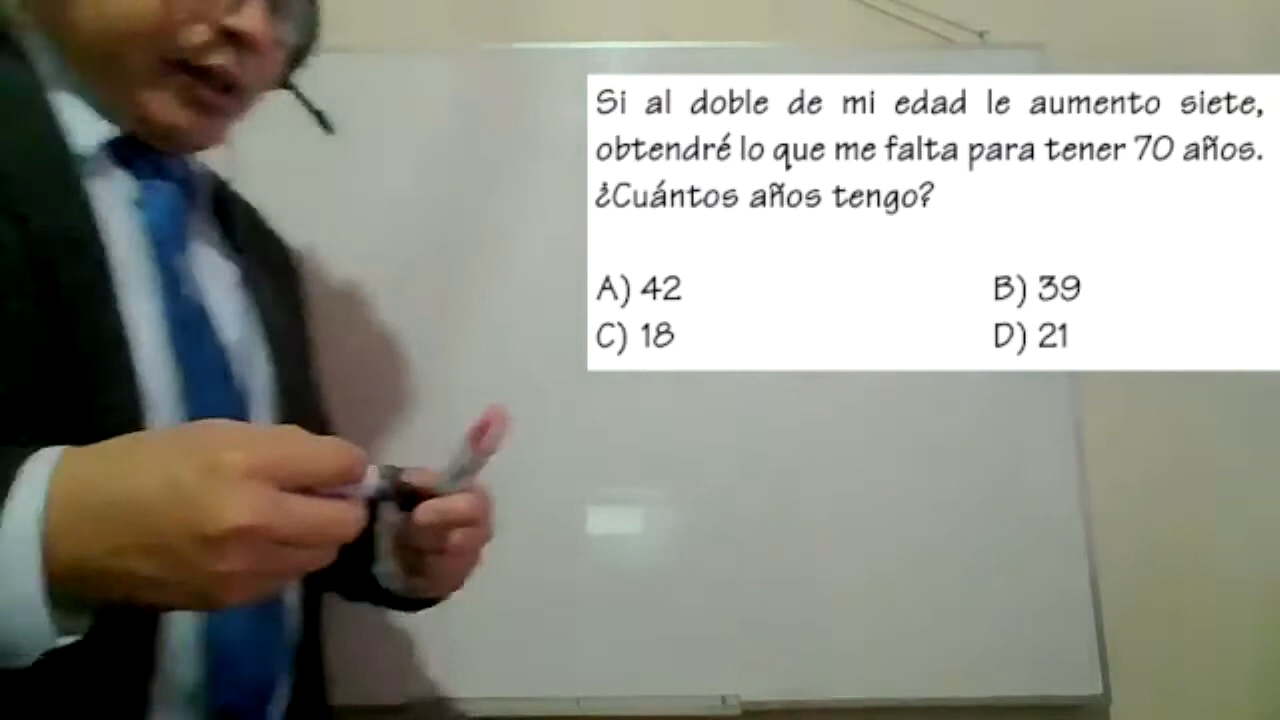 Si al doble de mi edad le aumento siete,
obtendré lo que me falta para tener 70 años.
¿Cuántos años tengo?
A) 42 B) 39
C) 18 D) 21